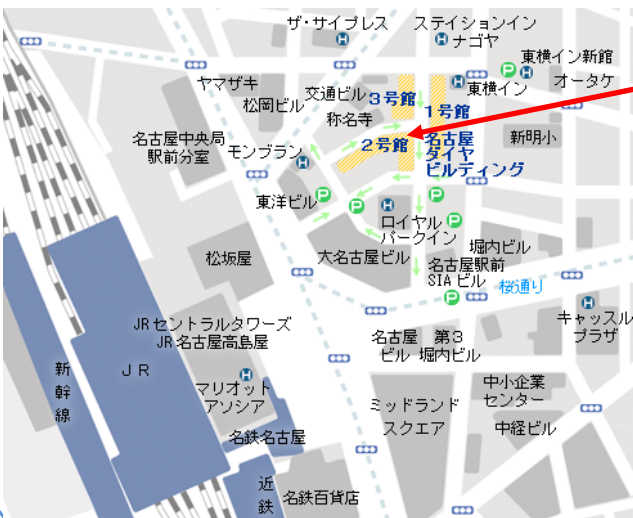 ザ・サイプレス
ステイションイン
ナゴヤ
東横イン新館
ヤマザキ
交通ビル
3号館
東横イン
オータケ
松岡ビル
称名寺
1号館
名古屋中央局
駅前分室
モンブラン
2号館
名古屋
ダイヤ
ビルディング
新明小
東洋ビル
ロイヤル
パークイン
松坂屋
大名古屋ビル
堀内ビル
名古屋駅前
SIAビル
桜通り
JRセントラルタワーズ
JR名古屋高島屋
名古屋
ビル
第3
堀内ビル
キャッスル
プラザ
新幹線
JR
マリオット
アソシア
ミッドランド
スクエア
中小企業
センター
名鉄名古屋
中経ビル
近鉄
名鉄百貨店